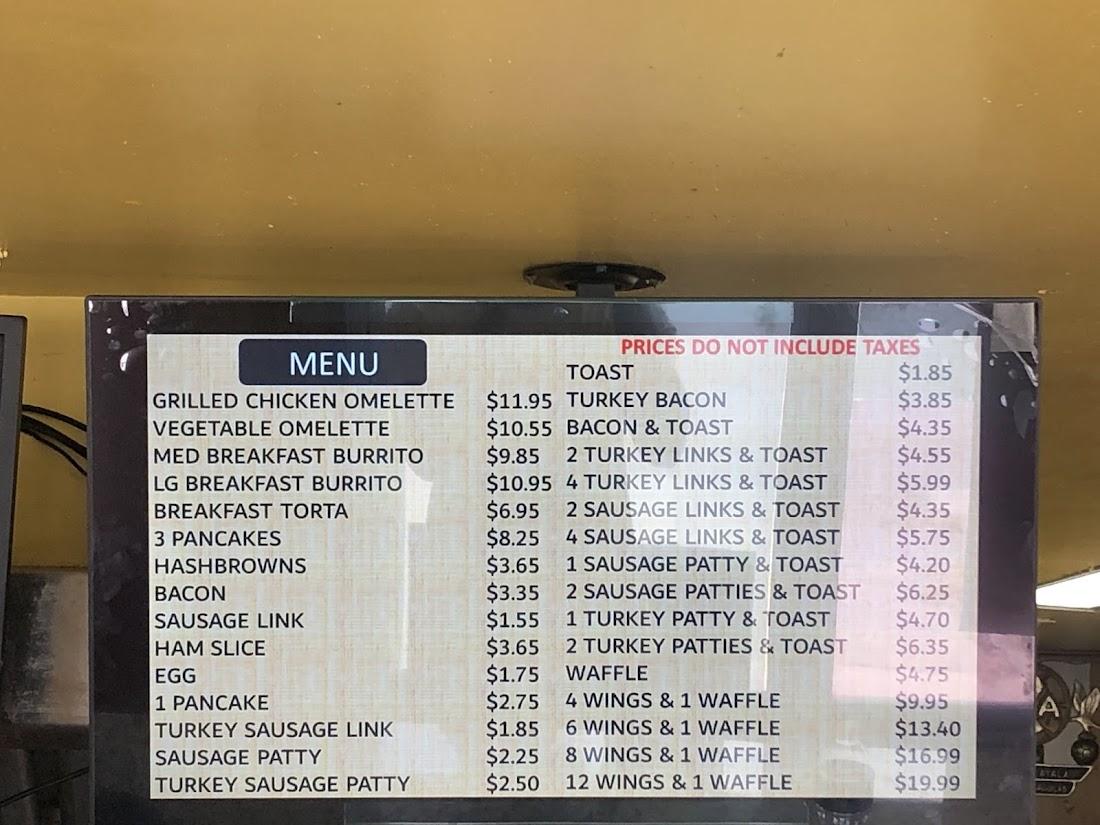 MENU
GRILLED CHICKEN OMELETTE $11.95
VEGETABLE OMELETTE $10.55
MED BREAKFAST BURRITO $9.85
LG BREAKFAST BURRITO $10.95
BREAKFAST TORTA $6.95
3 PANCAKES $8.25
HASHBROWNS $3.65
BACON $3.35
SAUSAGE LINK $1.55
HAM SLICE $3.65
EGG $1.75
1 PANCAKE $2.75
TURKEY SAUSAGE LINK $1.85
SAUSAGE PATTY $2.25
TURKEY SAUSAGE PATTY $2.50
PRICES DO NOT INCLUDE TAXES
TOAST $1.85
TURKEY BACON $3.85
BACON & TOAST $4.35
2 TURKEY LINKS & TOAST $4.55
4 TURKEY LINKS & TOAST $5.99
2 SAUSAGE LINKS & TOAST $4.35
4 SAUSAGE LINKS & TOAST $5.75
1 SAUSAGE PATTY & TOAST $4.20
2 SAUSAGE PATTIES & TOAST $6.25
1 TURKEY PATTY & TOAST $4.70
2 TURKEY PATTIES & TOAST $6.35
WAFFLE $4.75
4 WINGS & 1 WAFFLE $9.95
6 WINGS & 1 WAFFLE $13.40
8 WINGS & 1 WAFFLE $16.99
12 WINGS & 1 WAFFLE $19.99
A